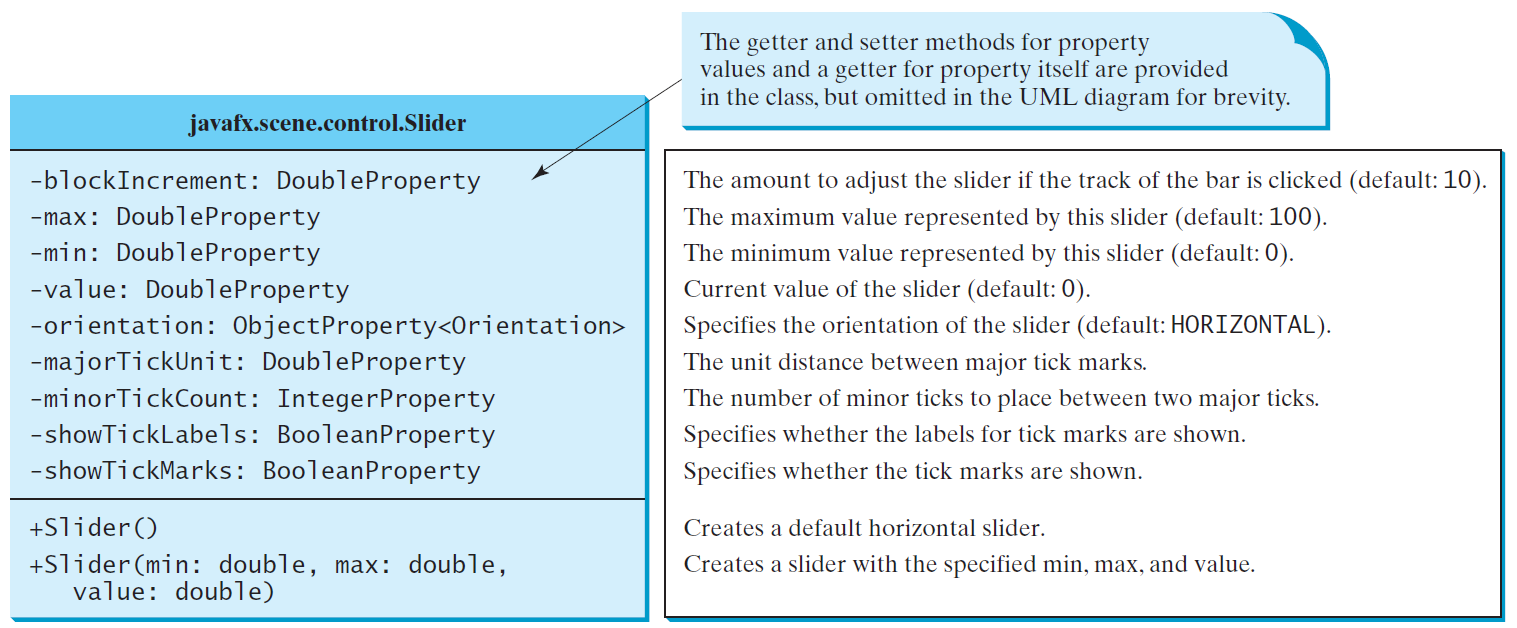 The getter and setter methods for property
values and a getter for property itself are provided
in the class, but omitted in the UML diagram for brevity.
javafx.scene.control.Slider
-blockIncrement: DoubleProperty
The amount to adjust the slider if the track of the bar is clicked (default: 10).
-max: DoubleProperty
The maximum value represented by this slider (default: 100).
-min: DoubleProperty
The minimum value represented by this slider (default: 0).
-value: DoubleProperty
Current value of the slider (default: 0).
-orientation: ObjectProperty<Orientation>
Specifies the orientation of the slider (default: HORIZONTAL).
-majorTickUnit: DoubleProperty
The unit distance between major tick marks.
-minorTickCount: IntegerProperty
The number of minor ticks to place between two major ticks.
-showTickLabels: BooleanProperty
Specifies whether the labels for tick marks are shown.
-showTickMarks: BooleanProperty
Specifies whether the tick marks are shown.
+Slider()
Creates a default horizontal slider.
+Slider(min: double, max: double,
value: double)
Creates a slider with the specified min, max, and value.